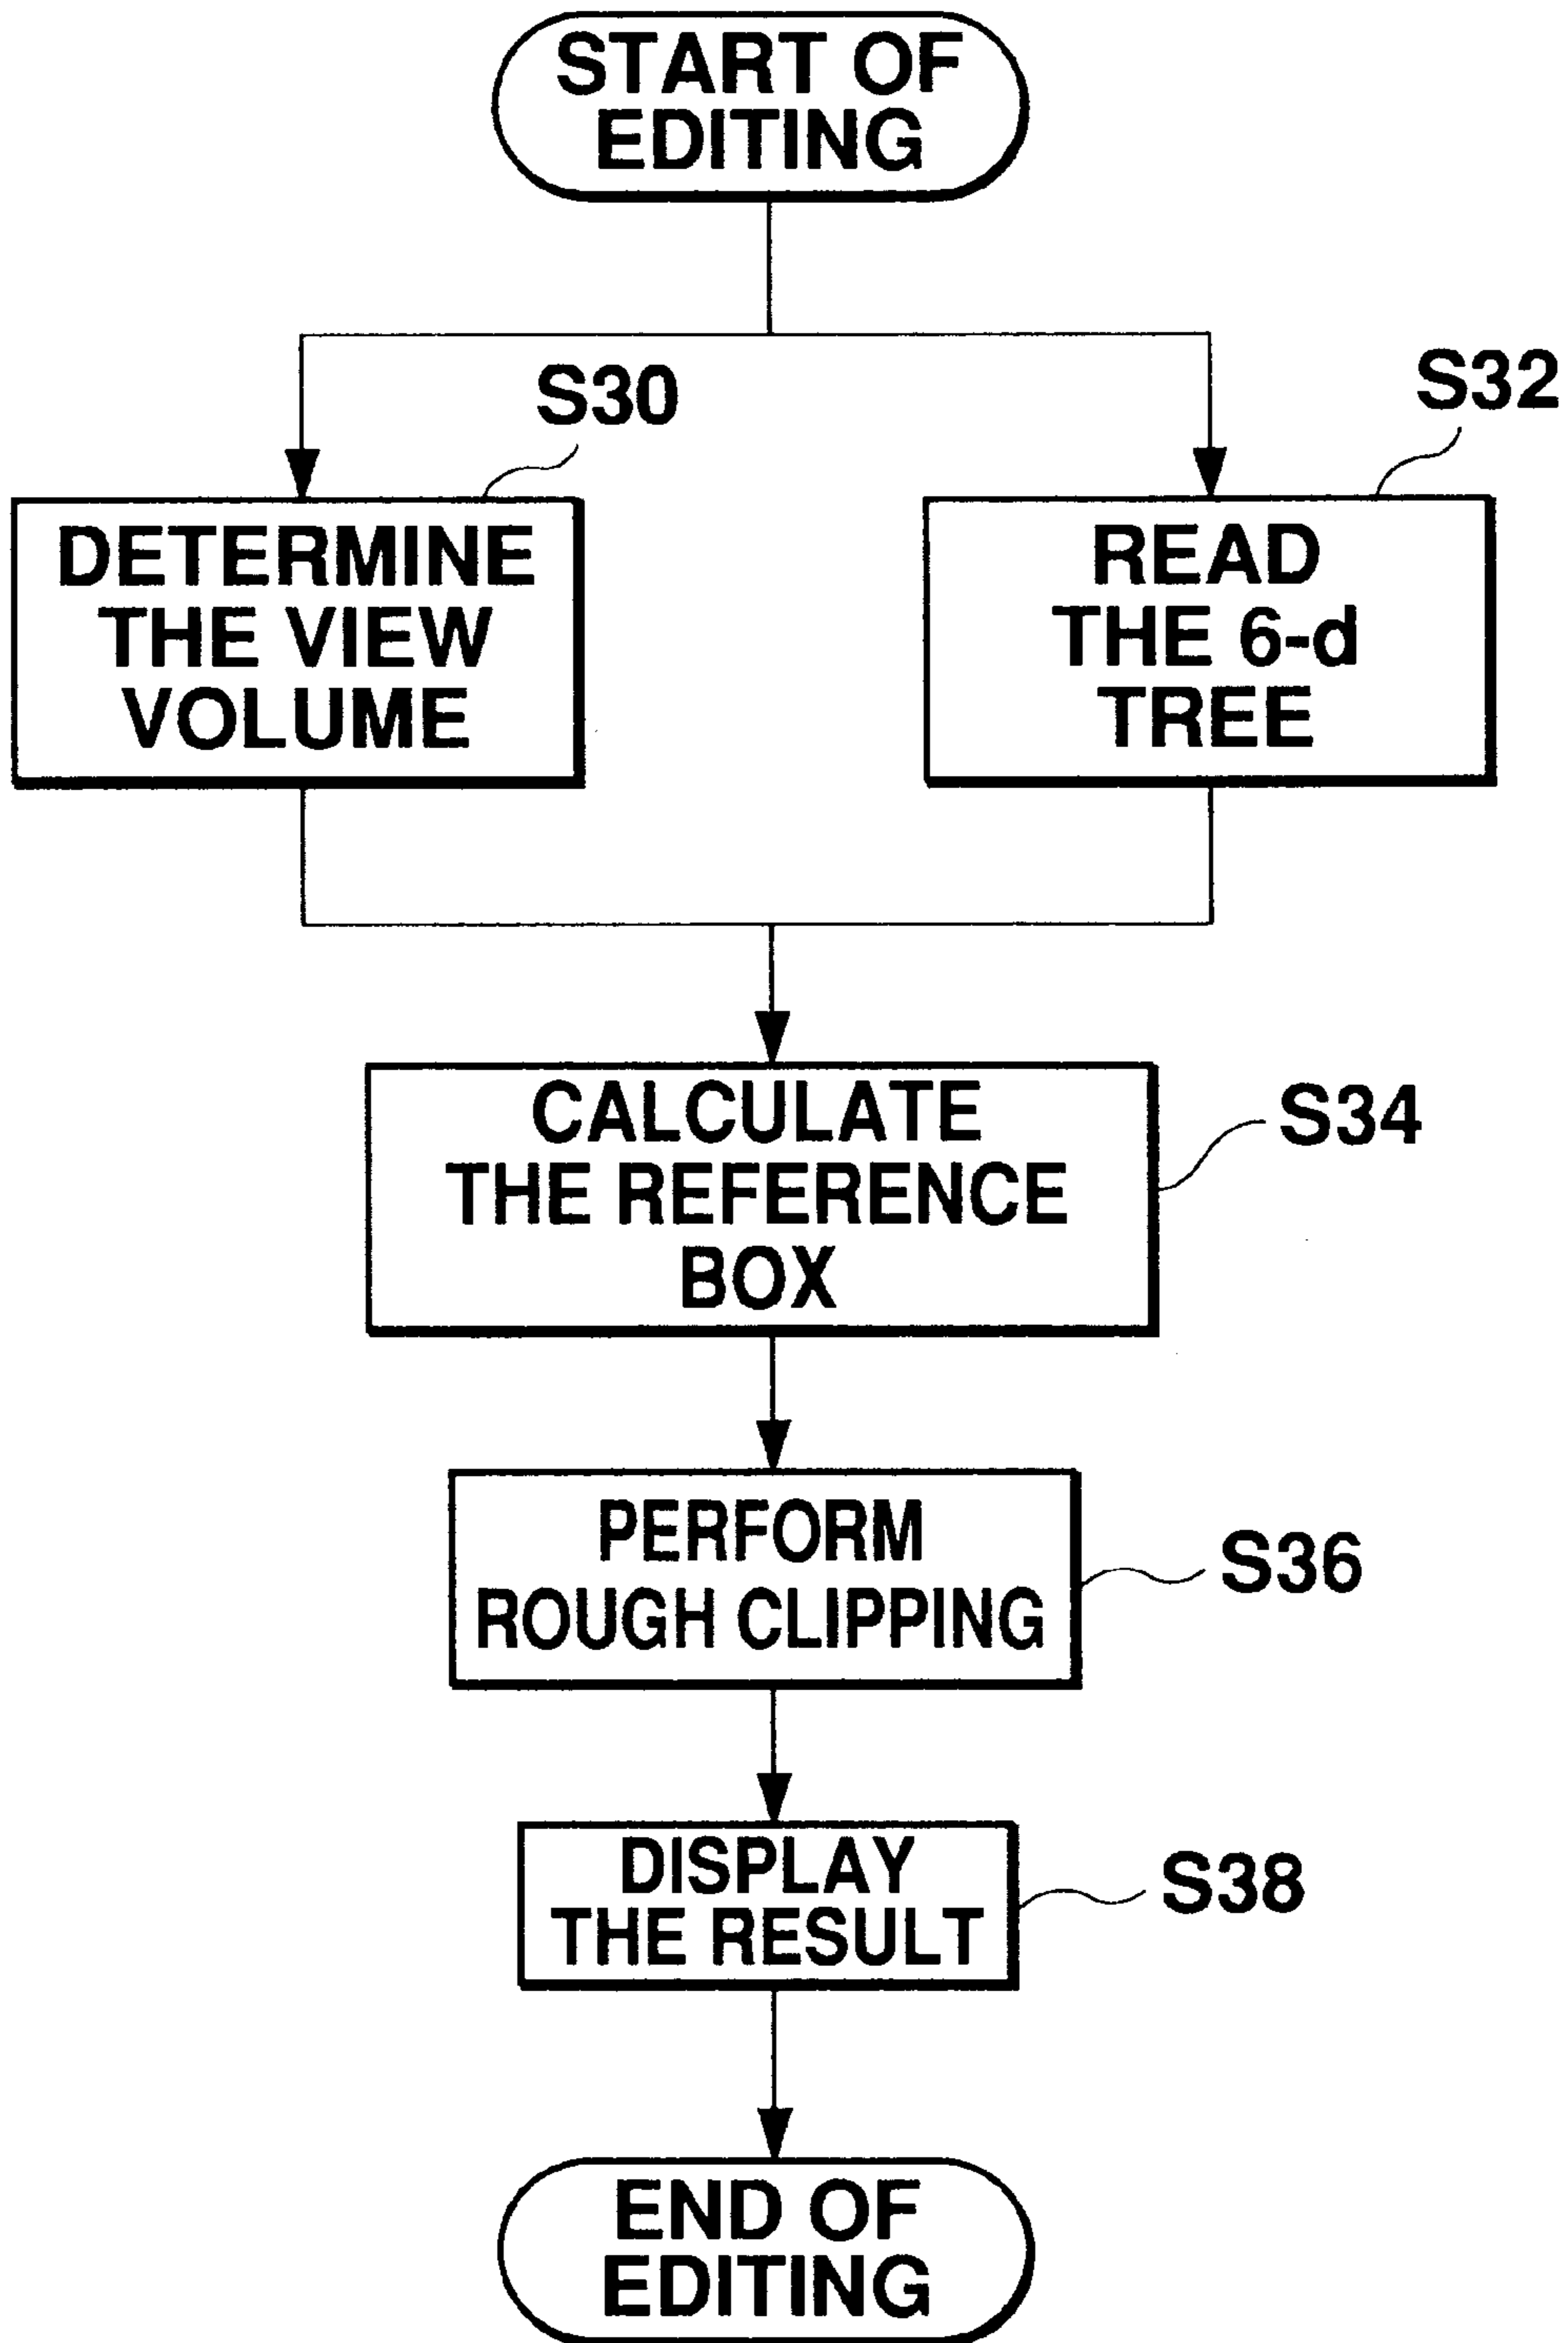 START OF
EDITING
S30
S32
DETERMINE
THE VIEW
VOLUME
READ
THE 6-d
TREE
CALCULATE
THE REFERENCE
BOX
S34
PERFORM
ROUGH CLIPPING
S36
DISPLAY
THE RESULT
S38
END OF
EDITING